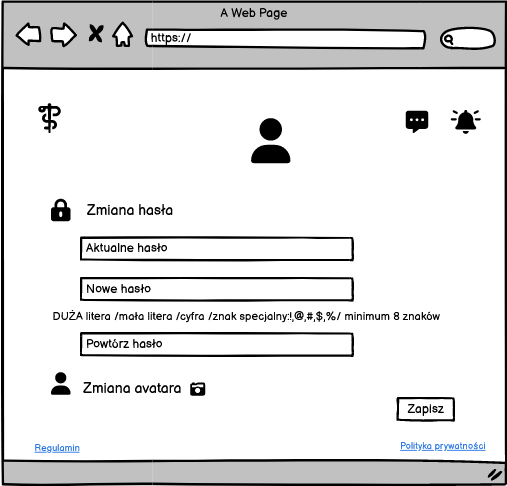 A Web Page
https://
Zmiana hasła
Aktualne hasło
Nowe hasło
DUŻA litera /mała litera /cyfra /znak specjalny:!,@,#,$,%/ minimum 8 znaków
Powtórz hasło
Zmiana avatara
Zapisz
Regulamin
Polityka prywatności